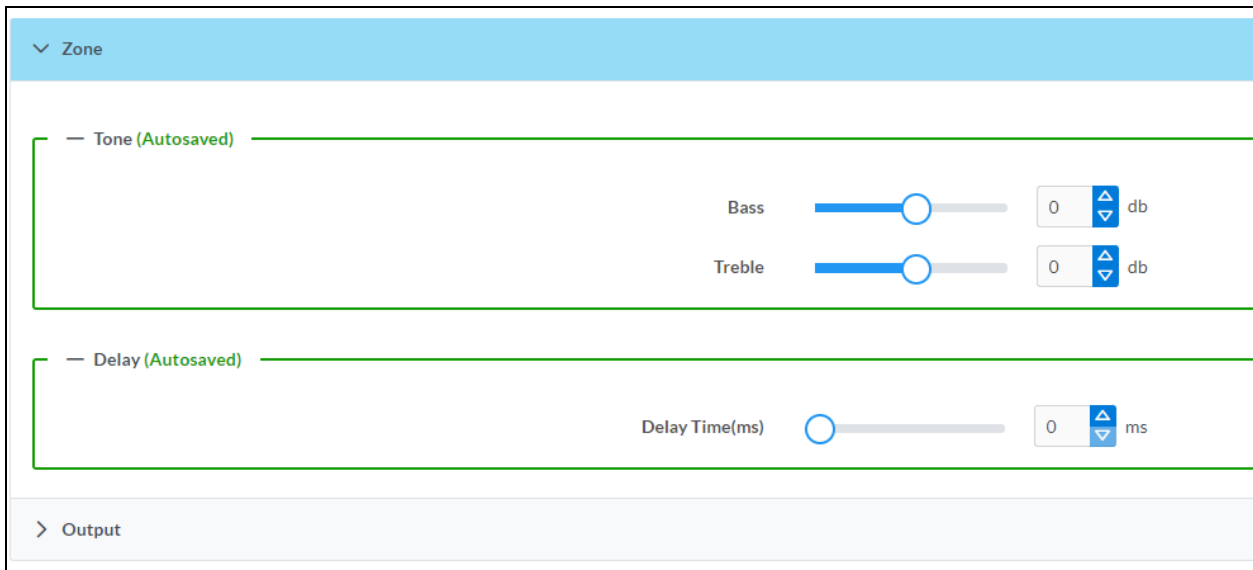 Zone
Tone (Autosaved)
Bass 0 db
Treble 0 db
Delay (Autosaved)
Delay Time(ms) 0 ms
Output